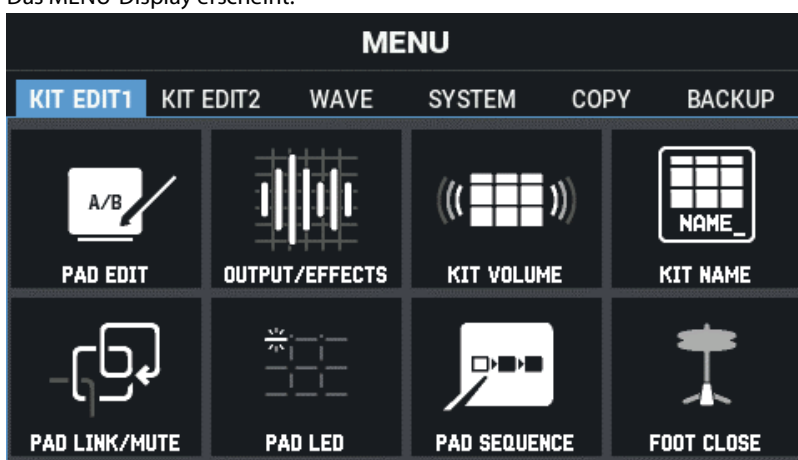 Das MENU-Display erscheint.
MENU
KIT EDIT1 KIT EDIT2 WAVE SYSTEM COPY BACKUP
A/B
NAME_
PAD EDIT OUTPUT/EFFECTS KIT VOLUME KIT NAME
PAD LINK/MUTE PAD LED PAD SEQUENCE FOOT CLOSE